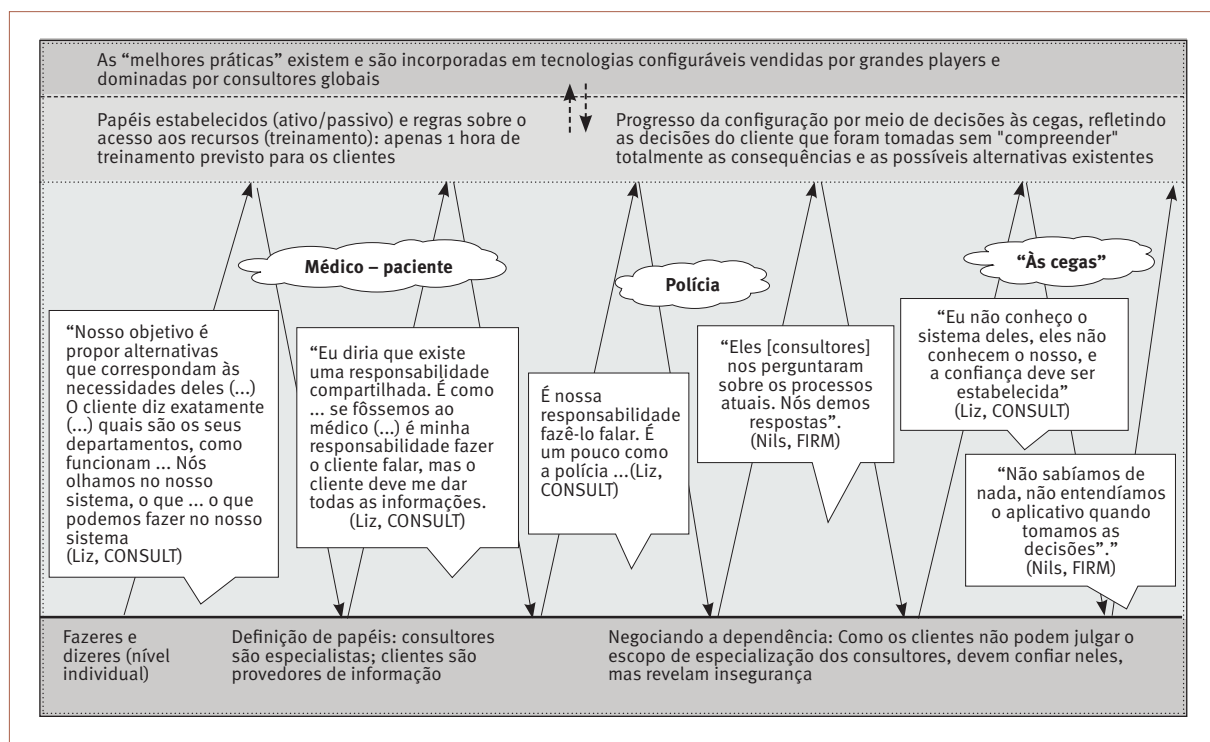 As “melhores práticas” existem e são incorporadas em tecnologias configuráveis vendidas por grandes players e
dominadas por consultores globais
Papéis estabelecidos (ativo/passivo) e regras sobre o
acesso aos recursos (treinamento): apenas 1 hora de
treinamento previsto para os clientes
Progresso da configuração por meio de decisões às cegas, refletindo
as decisões do cliente que foram tomadas sem "compreender"
totalmente as consequências e as possíveis alternativas existentes
Médico – paciente
Polícia
“Às cegas”
“Nosso objetivo é
propor alternativas
que correspondam às
necessidades deles (...)
O cliente diz exatamente
(...) quais são os seus
departamentos, como
funcionam ... Nós
olhamos no nosso
sistema, o que ... o que
podemos fazer no nosso
sistema
(Liz, CONSULT)
“Eu diria que existe
uma responsabilidade
compartilhada. É como
... se fôssemos ao
médico (...) é minha
responsabilidade fazer
o cliente falar, mas o
cliente deve me dar
todas as informações.
(Liz, CONSULT)
É nossa
responsabilidade
fazê-lo falar. É
um pouco como
a polícia ...(Liz,
CONSULT)
“Eles [consultores]
nos perguntaram
sobre os processos
atuais. Nós demos
respostas”.
(Nils, FIRM)
“Eu não conheço o
sistema deles, eles não
conhecem o nosso, e
a confiança deve ser
estabelecida”
(Liz, CONSULT)
“Não sabíamos de
nada, não entendíamos
o aplicativo quando
tomamos as
decisões”.”
(Nils, FIRM)
Fazeres e
dizeres (nível
individual)
Definição de papéis: consultores
são especialistas; clientes são
provedores de informação
Negociando a dependência: Como os clientes não podem julgar o
escopo de especialização dos consultores, devem confiar neles,
mas revelam insegurança